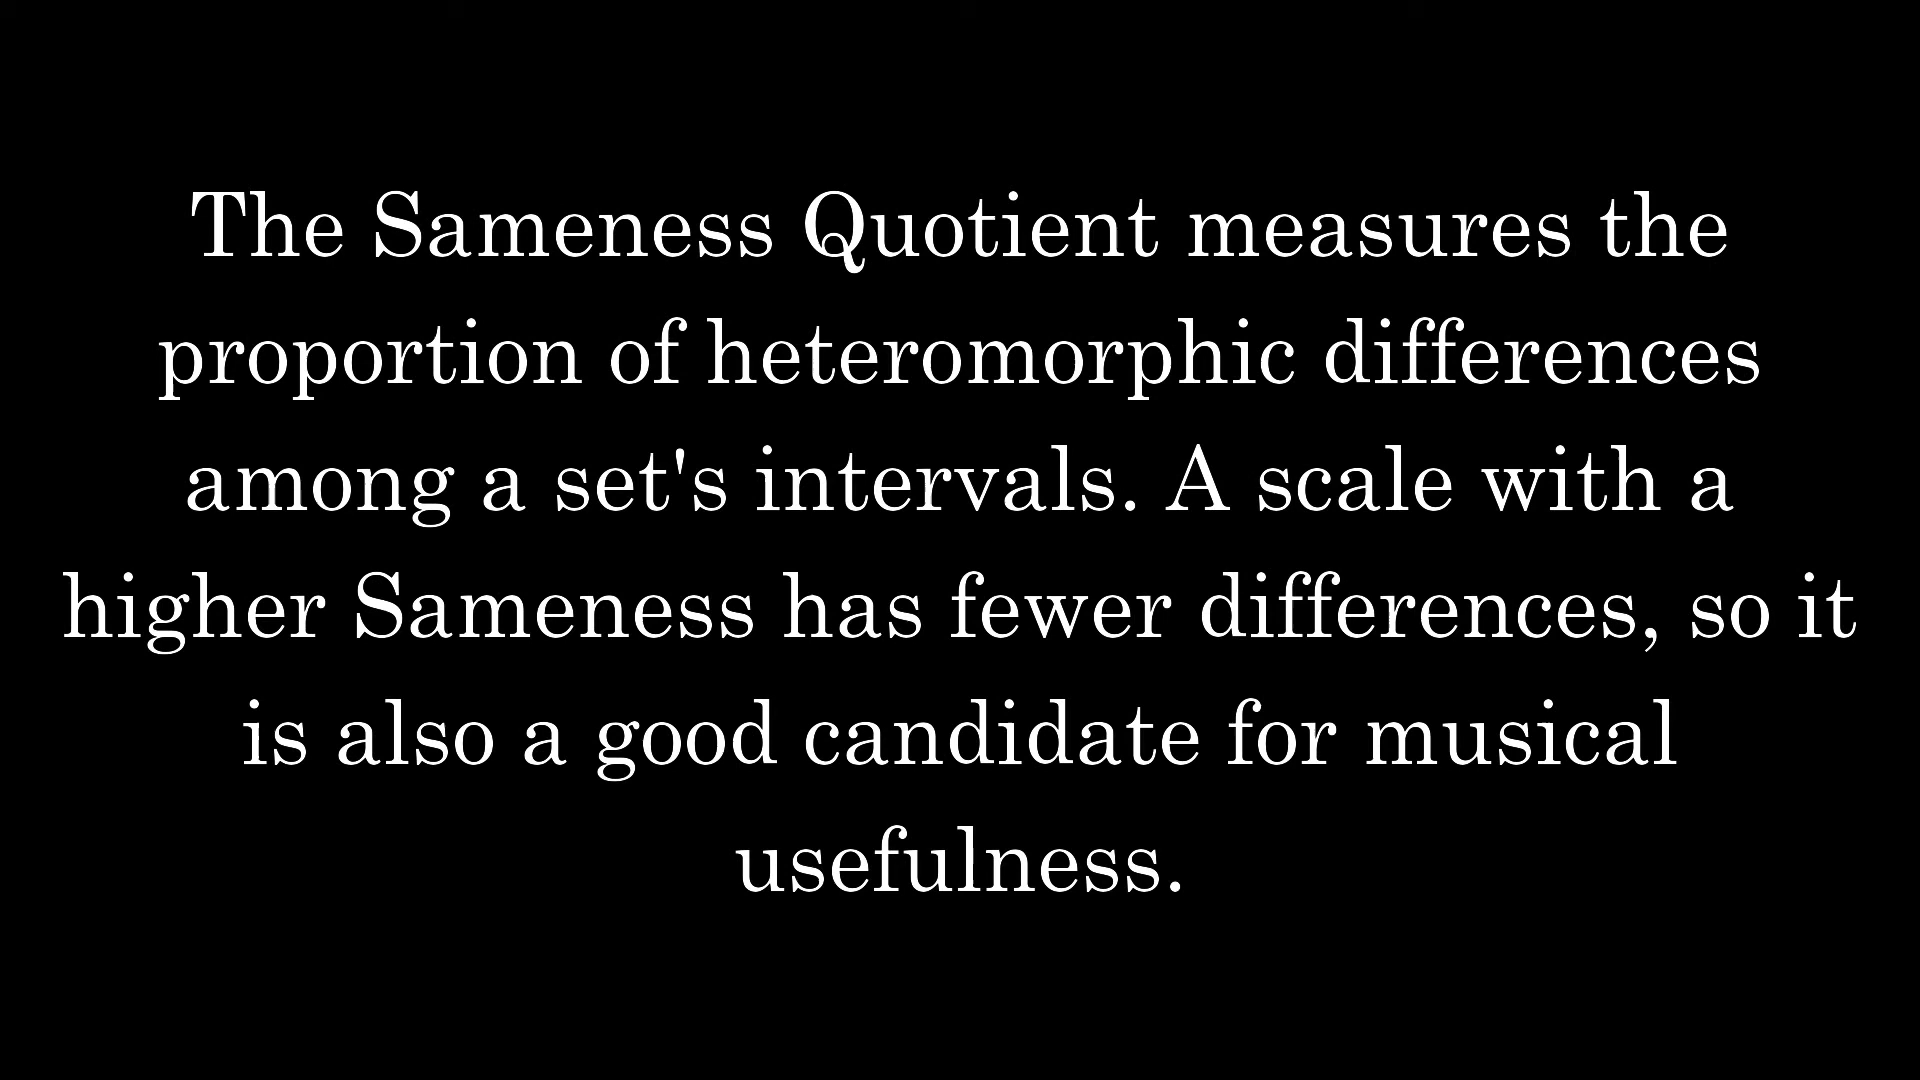 The Sameness Quotient measures the
proportion of heteromorphic differences
among a set's intervals. A scale with a
higher Sameness has fewer differences, so it
is also a good candidate for musical
usefulness.